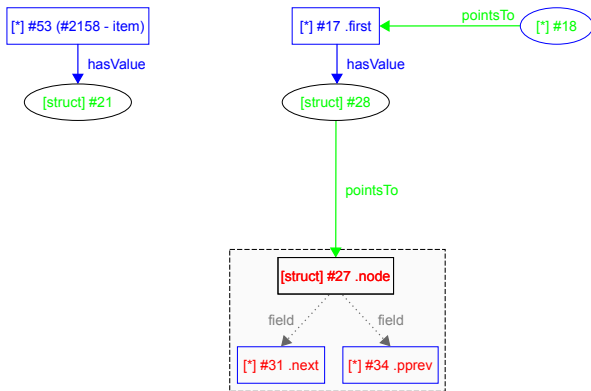 [*] #53 (#2158 - item)
[*] #17 .first
pointsTo
[*] #18
hasValue
hasValue
[struct] #21
[struct] #28
pointsTo
[struct] #27 .node
field
field
[*] #31 .next
[*] #34 .pprev